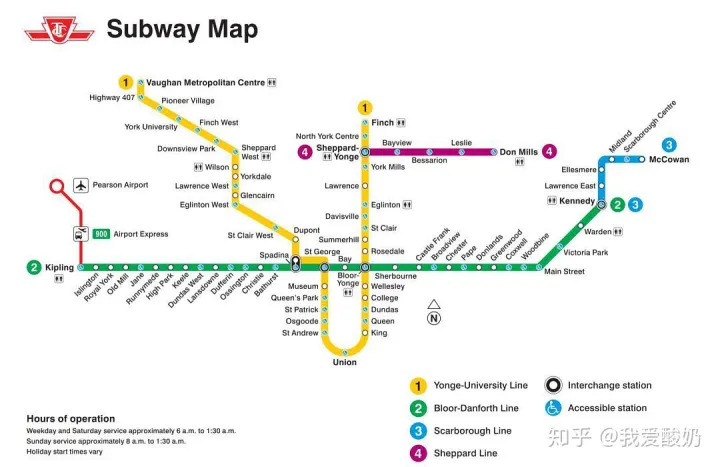 TTC
Subway Map
1
Vaughan Metropolitan Centre
Highway 407
Pioneer Village
York University
Finch West
Downsview Park
Sheppard
West
Wilson
Yorkdale
Lawrence West
Glencairn
Eglinton West
St Clair West
Dupont
St George
Spadina
1
Finch
North York Centre
4
Sheppard-
Yonge
Bayview
Bessarion
Leslie
Don Mills
4
York Mills
Lawrence
Eglinton
Davisville
St Clair
Summerhill
Rosedale
Midland
Scarborough Centre
3
McCowan
Ellesmere
Lawrence East
Kennedy
2
3
Warden
Victoria Park
Main Street
Pearson Airport
900
Airport Express
2
Kipling
Islington
Royal York
Old Mill
Jane
Runnymede
High Park
Keele
Dundas West
Lansdowne
Dufferin
Ossington
Christie
Bathurst
Bay
Bloor-
Yonge
Sherbourne
Castle Frank
Broadview
Chester
Pape
Donlands
Greenwood
Coxwell
Woodbine
Museum
Queen's Park
St Patrick
Osgoode
St Andrew
Union
Wellesley
College
Dundas
Queen
King
N
1
Yonge-University Line
2
Bloor-Danforth Line
3
Scarborough Line
4
Sheppard Line
Interchange station
Accessible station
Hours of operation
Weekday and Saturday service approximately 6 a.m. to 1:30 a.m.
Sunday service approximately 8 a.m. to 1:30 a.m.
Holiday start times vary
知乎 @我爱酸奶